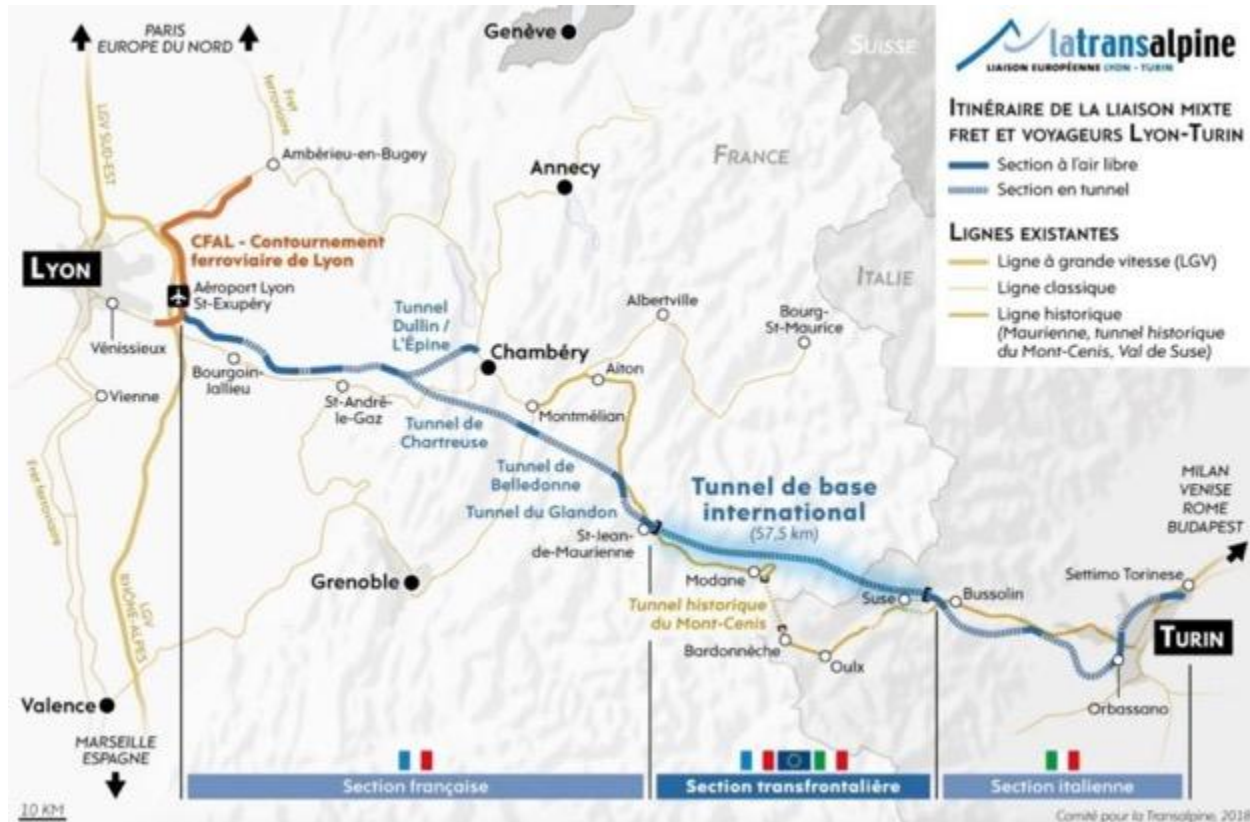 PARIS
EUROPE DU NORD
Genève
SUISSE
latransalpine
LIAISON EUROPÉENNE LYON - TURIN
ITINÉRAIRE DE LA LIAISON MIXTE
FRET ET VOYAGEURS LYON-TURIN
Section à l'air libre
Section en tunnel
LIGNES EXISTANTES
Ligne à grande vitesse (LGV)
Ligne classique
Ligne historique
(Maurienne, tunnel historique
du Mont-Cenis, Val de Suse)
LGV SUD-EST
Fret
ferroviaire
Ambérieu-en-Bugey
Annecy
FRANCE
ITALIE
CFAL - Contournement
ferroviaire de Lyon
LYON
Aéroport Lyon
St-Exupéry
Vénissieux
Vienne
Bourgoin-
Jallieu
St-André-
le-Gaz
Tunnel
Dullin /
L'Épine
Chambéry
Albertville
Bourg-
St-Maurice
Aiton
Montmélian
Tunnel de
Chartreuse
Tunnel de
Belledonne
Tunnel du Glandon
St-Jean-
de-Maurienne
Tunnel de base
international
(57,5 km)
Modane
Tunnel historique
du Mont-Cenis
Bardonnèche
Oulx
Suse
Bussolin
MILAN
VENISE
ROME
BUDAPEST
Settimo Torinese
TURIN
Orbassano
Grenoble
Fret ferroviaire
LGV
RHÔNE-ALPES
Valence
MARSEILLE
ESPAGNE
Section française
Section transfrontalière
Section italienne
10 KM
Comité pour la Transalpine, 2018